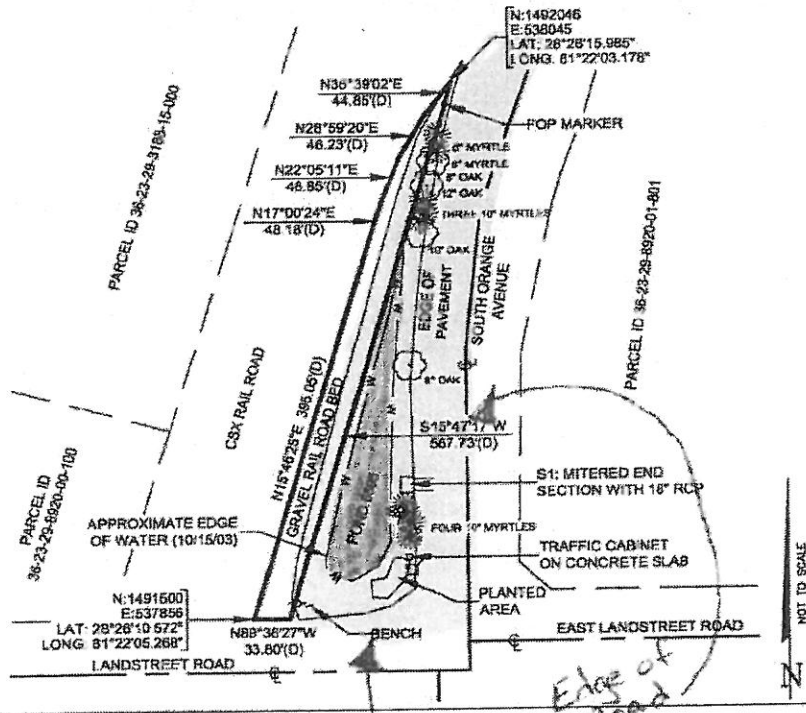 N:1492046
E:538045
LAT: 28°26'15.985"
LONG: 81°22'03.178"
N36°39'02"E
44.85'(D)
FOP MARKER
N28°59'20"E
46.23'(D)
6" MYRTLE
8" MYRTLE
8" OAK
12" OAK
N22°05'11"E
46.85'(D)
THREE 10" MYRTLES
N17°00'24"E
48.18'(D)
10" OAK
PARCEL ID 36-23-29-3189-15-000
EDGE OF
PAVEMENT
SOUTH ORANGE
AVENUE
PARCEL ID 36-23-29-8920-01-801
CSX RAIL ROAD
N15°46'25"E 395.05'(D)
GRAVEL RAIL ROAD BED
8" OAK
S15°47'17"W
567.73'(D)
PARCEL ID
36-23-29-8920-00-100
S1: MITERED END
SECTION WITH 18" RCP
APPROXIMATE EDGE
OF WATER (10/15/03)
FOUR 10" MYRTLES
TRAFFIC CABINET
ON CONCRETE SLAB
PLANTED
AREA
N:1491500
E:537856
LAT: 28°26'10.572"
LONG: 81°22'05.268"
N89°36'27"W
33.80'(D)
BENCH
EAST LANDSTREET ROAD
LANDSTREET ROAD
NOT TO SCALE
N
Edge of
Road